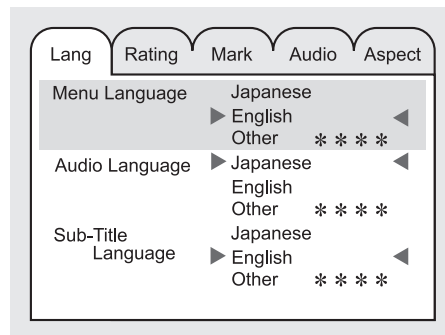 Lang Rating Mark Audio Aspect
Menu Language Japanese
English
Other ＊＊＊＊
Audio Language Japanese
English
Other ＊＊＊＊
Sub-Title Japanese
Language English
Other ＊＊＊＊